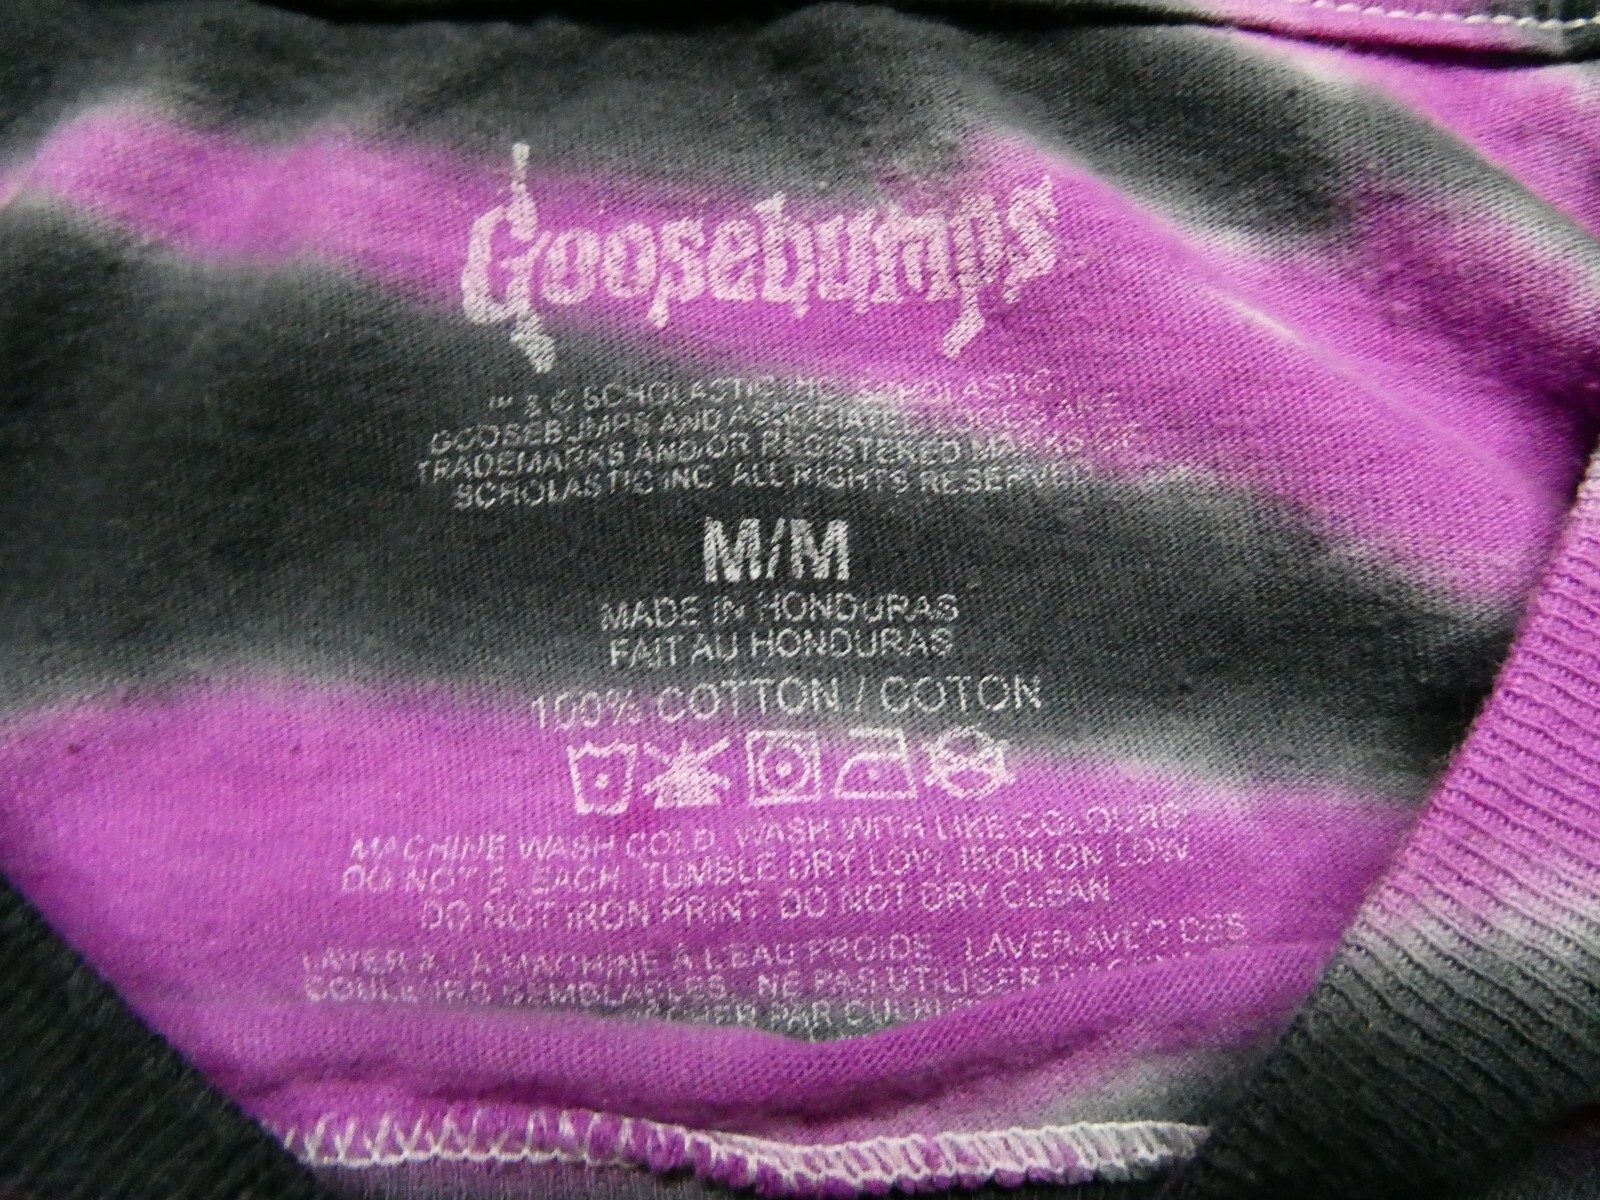 Goosebumps
™ & © SCHOLASTIC INC. SCHOLASTIC,
GOOSEBUMPS AND ASSOCIATED LOGOS ARE
TRADEMARKS AND/OR REGISTERED MARKS OF
SCHOLASTIC INC. ALL RIGHTS RESERVED.
M/M
MADE IN HONDURAS
FAIT AU HONDURAS
100% COTTON / COTON
MACHINE WASH COLD. WASH WITH LIKE COLOURS.
DO NOT BLEACH. TUMBLE DRY LOW. IRON ON LOW.
DO NOT IRON PRINT. DO NOT DRY CLEAN.
LAVER À LA MACHINE À L'EAU FROIDE. LAVER AVEC DES
COULEURS SEMBLABLES. NE PAS UTILISER
SÉCHER PAR